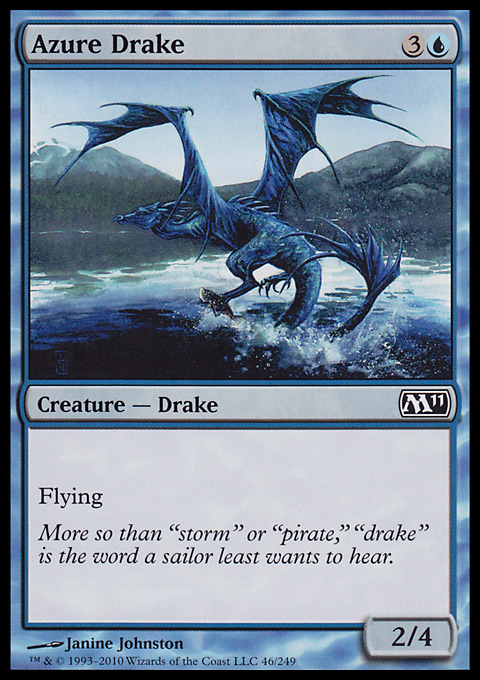 Azure Drake 3
Creature — Drake M11
Flying
More so than “storm” or “pirate,” “drake”
is the word a sailor least wants to hear.
2/4
Janine Johnston
™ & © 1993–2010 Wizards of the Coast LLC 46/249